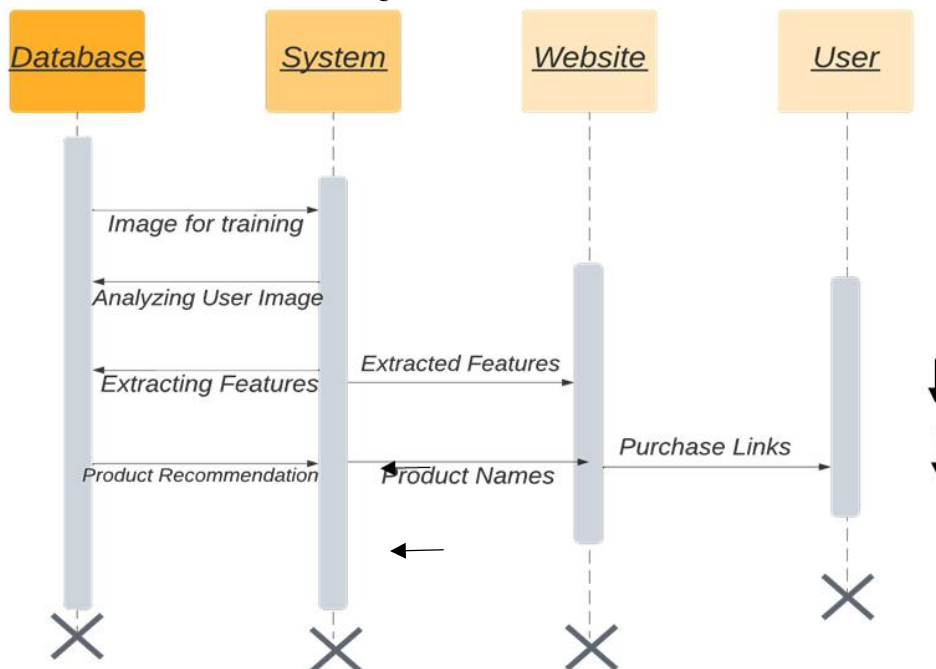 Database
System
Website
User
Image for training
Analyzing User Image
Extracting Features
Extracted Features
Product Recommendation
Product Names
Purchase Links